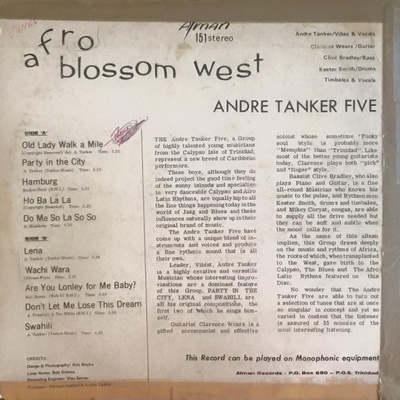 Atman
151 stereo
afro
blossom west
Andre Tanker/Vibes & Vocals
Clarence Wears/Guitar
Clive Bradley/Bass
Kester Smith/Drums
Timbales & Vocals
ANDRE TANKER FIVE
SIDE 'A'
Old Lady Walk a Mile
Party in the City
Hamburg
Ho Ba La La
Do Me So La So So
SIDE 'B'
Lena
Wachi Wara
Are You Lonley for Me Baby?
Don't Let Me Lose This Dream
Swahili
CREDITS:
THE Andre Tanker Five, a Group
of highly talented young musicians from
the Calypso isle of Trinidad,
represent a new breed of Caribbean
performers.
These boys, although they do
indeed project the good time feeling
of the sunny islands and specialize
in very danceable Calypso and Afro
Latin Rhythms, are equally hip to all
the fine things happening today in the
world of Jazz and Blues and these
influences naturally show up in their
original brand of music.
The Andre Tanker Five have
come up with a unique blend of in-
struments and voices and produce
a fine rythmic sound that is all
their own.
Leader, Vibist, Andre Tanker
is a highly creative and versatile
Musician whose interesting impro-
visations are a dominant feature
of this Group. PARTY IN THE
CITY, LENA and SWAHILI, are
all his original compositions, the
first two of which he sings him-
self.
Guitarist Clarence Wears is a
gifted accompanist and effective
soloist whose sometime "Funky
soul Style" is probably more
"Memphis" than "Trinidad". Like
most of the better young guitarists
today, Clarence plays both "pick"
and "finger" style.
Bassist Clive Bradley, who also
plays Piano and Guitar, is a fine
all-round Musician who knows his
music to the pulse, and Rythmn men
Kester Smith, drums and timbales,
and Mikey Coryat, congas, are able
to supply all the drive needed but
they can be soft and subtle when
the mood calls for it.
As the name of this album
implies, this Group draws deeply
on the music and rythms of Africa,
the roots of which, when transplanted
to the West, gave birth to the
Calypso, The Blues and The Afro
Latin Rythms featured on this
Disc.
No wonder that The Andre
Tanker Five are able to turn out
a selection of tunes that are at once
so singular in concept and yet so
varied in content that the listener
is assured of 35 minutes of the
most interesting listening.
This Record can be played on Monophonic equipment
Atman Records - P.O. Box 680 - P.O.S. Trinidad